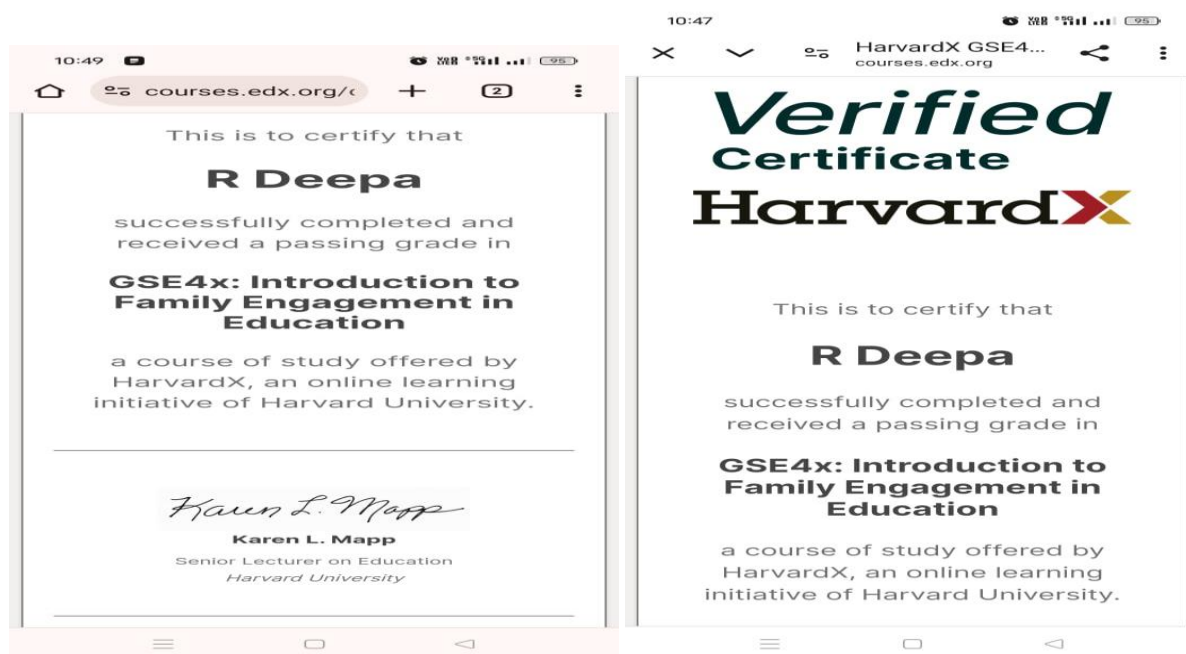 10:49
95
courses.edx.org/c
2
This is to certify that
R Deepa
successfully completed and
received a passing grade in
GSE4x: Introduction to
Family Engagement in
Education
a course of study offered by
HarvardX, an online learning
initiative of Harvard University.
Karen L. Mapp
Karen L. Mapp
Senior Lecturer on Education
Harvard University
10:47
95
HarvardX GSE4...
courses.edx.org
Verified
Certificate
HarvardX
This is to certify that
R Deepa
successfully completed and
received a passing grade in
GSE4x: Introduction to
Family Engagement in
Education
a course of study offered by
HarvardX, an online learning
initiative of Harvard University.